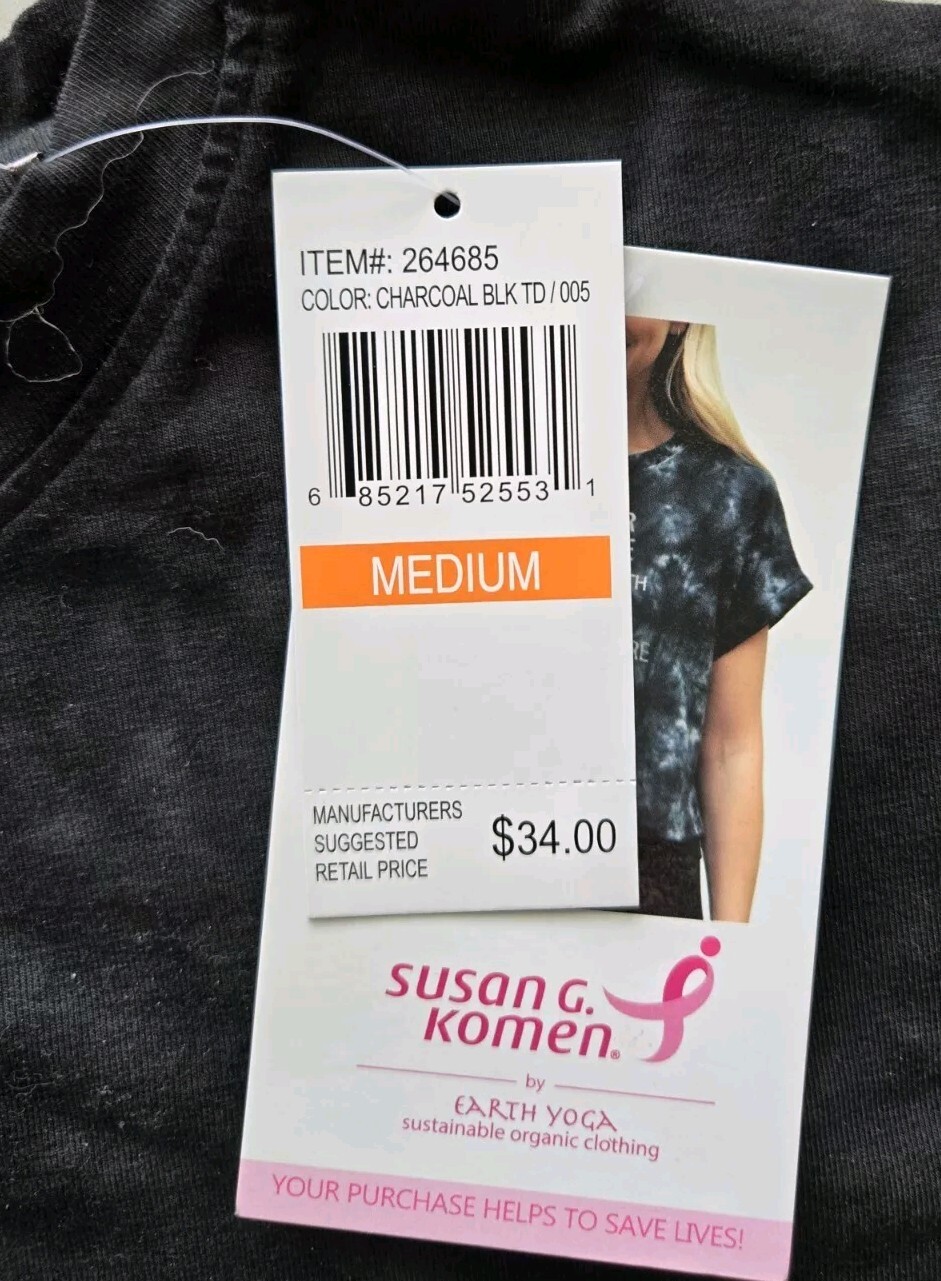 ITEM#: 264685
COLOR: CHARCOAL BLK TD / 005
6 85217 52553 1
MEDIUM
MANUFACTURERS
SUGGESTED
RETAIL PRICE
$34.00
susan g.
komen®
by
EARTH YOGA
sustainable organic clothing
YOUR PURCHASE HELPS TO SAVE LIVES!